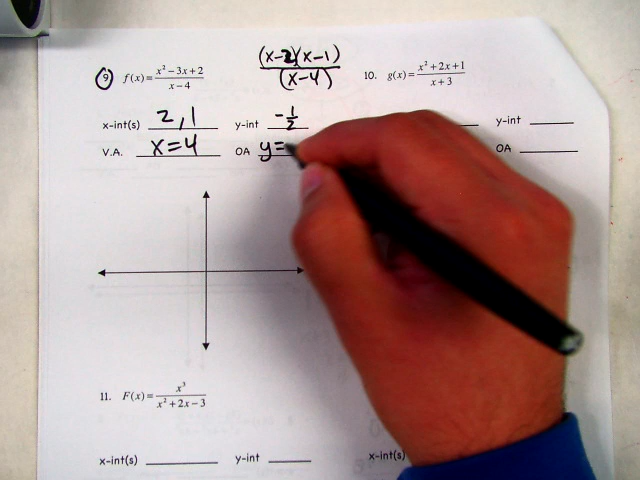 (x-2)(x-1)
9 f(x)= x²-3x+2 / x-4 (x-4) 10. g(x)= x²+2x+1 / x+3
x-int(s) 2,1 y-int -1/2 y-int
V.A. x=4 OA y= OA
11. F(x)= x³ / x²+2x-3
x-int(s) y-int x-int(s)